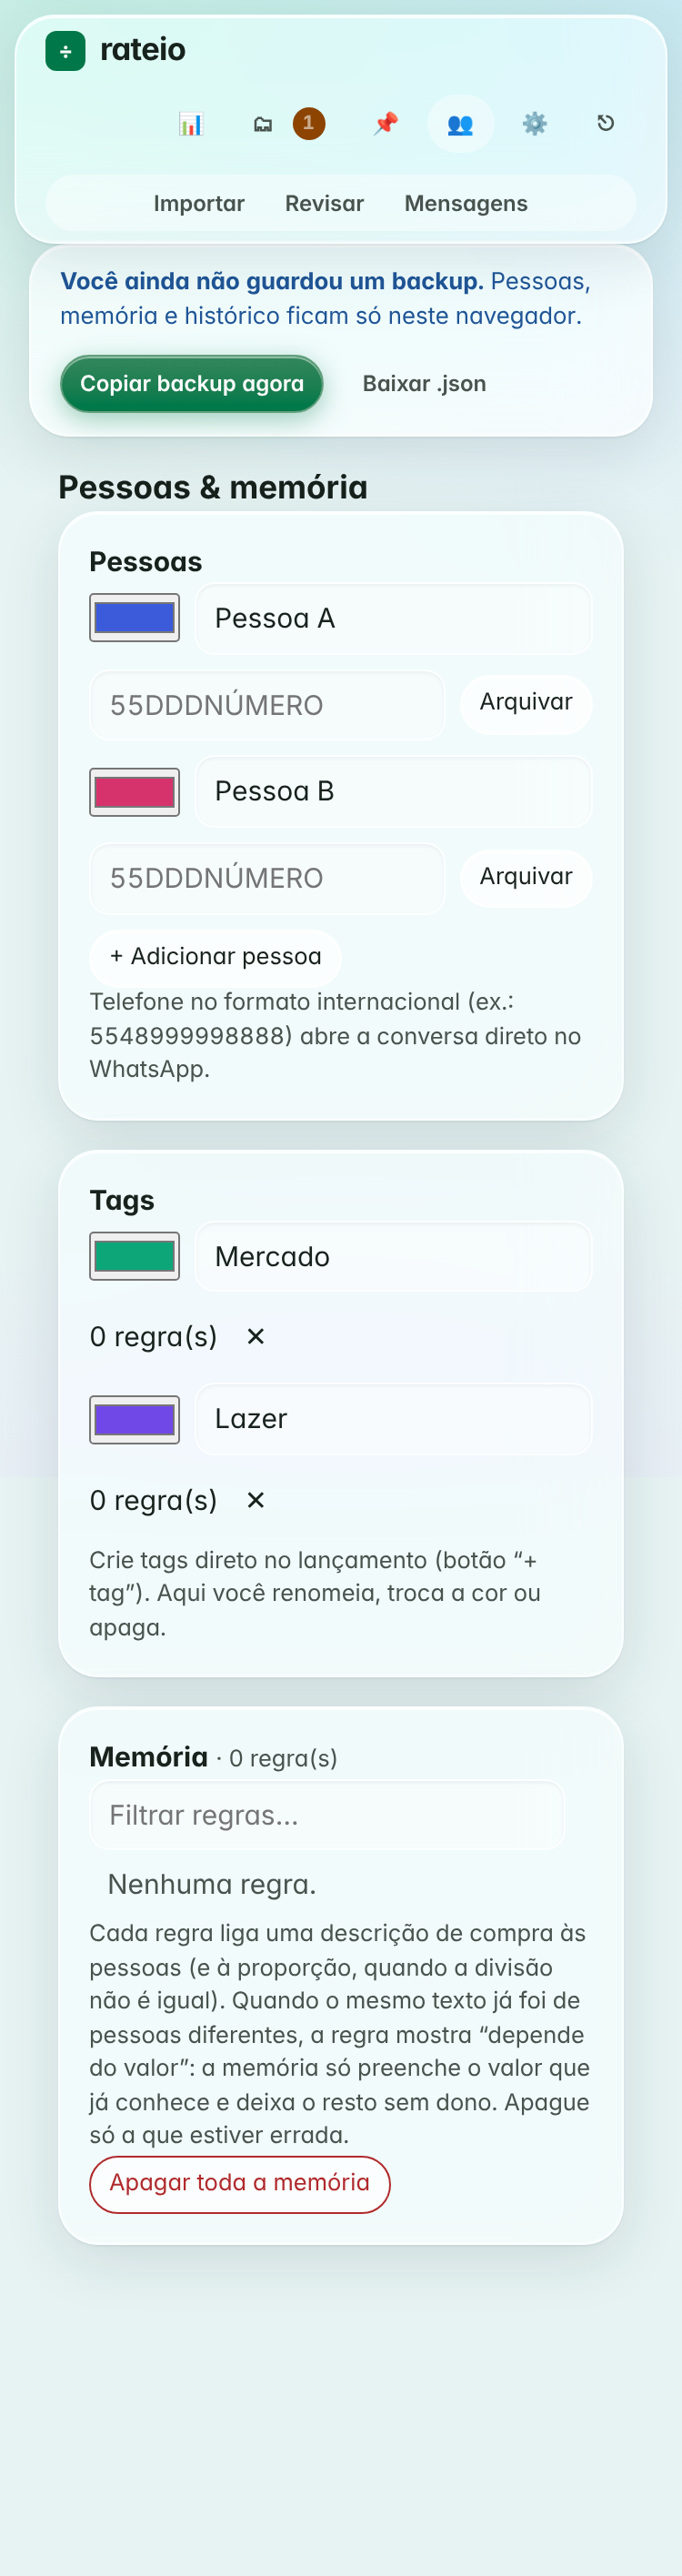 ÷ rateio
1
Importar Revisar Mensagens
Você ainda não guardou um backup. Pessoas,
memória e histórico ficam só neste navegador.
Copiar backup agora Baixar .json
Pessoas & memória
Pessoas
Pessoa A
55DDDNÚMERO Arquivar
Pessoa B
55DDDNÚMERO Arquivar
+ Adicionar pessoa
Telefone no formato internacional (ex.:
5548999998888) abre a conversa direto no
WhatsApp.
Tags
Mercado
0 regra(s) ✕
Lazer
0 regra(s) ✕
Crie tags direto no lançamento (botão “+
tag”). Aqui você renomeia, troca a cor ou
apaga.
Memória · 0 regra(s)
Filtrar regras...
Nenhuma regra.
Cada regra liga uma descrição de compra às
pessoas (e à proporção, quando a divisão
não é igual). Quando o mesmo texto já foi de
pessoas diferentes, a regra mostra “depende
do valor”: a memória só preenche o valor que
já conhece e deixa o resto sem dono. Apague
só a que estiver errada.
Apagar toda a memória